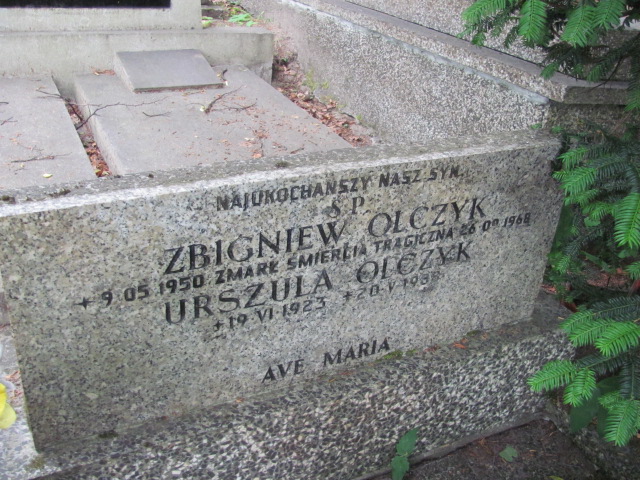 NAJUKOCHAŃSZY NASZ SYN
Ś P
ZBIGNIEW OLCZYK
+ 9 05 1950 ZMARŁ ŚMIERCIĄ TRAGICZNĄ 26 09 1968
URSZULA OLCZYK
+19 VI 1923 +20 V
AVE MARIA